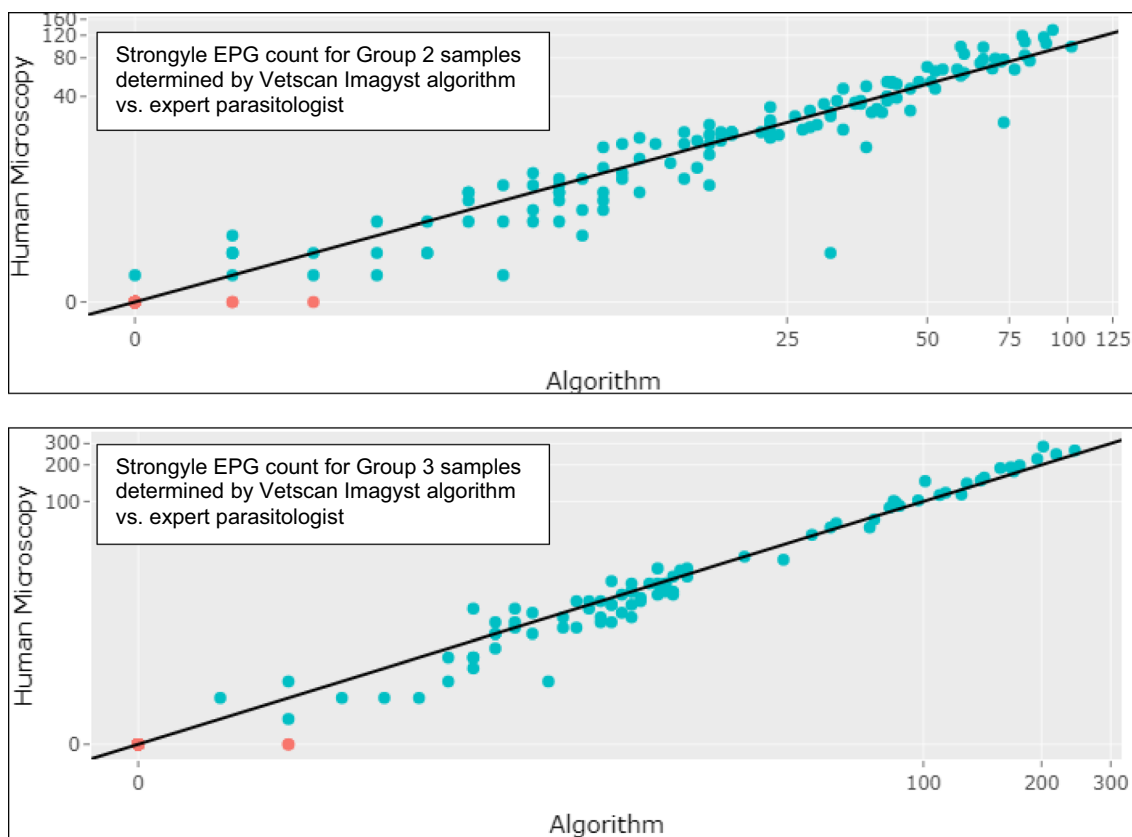 160
120
80
40
0
Human Microscopy
Strongyle EPG count for Group 2 samples
determined by Vetscan Imagyst algorithm
vs. expert parasitologist
0 25 50 75 100 125
Algorithm
300
200
100
0
Human Microscopy
Strongyle EPG count for Group 3 samples
determined by Vetscan Imagyst algorithm
vs. expert parasitologist
0 100 200 300
Algorithm